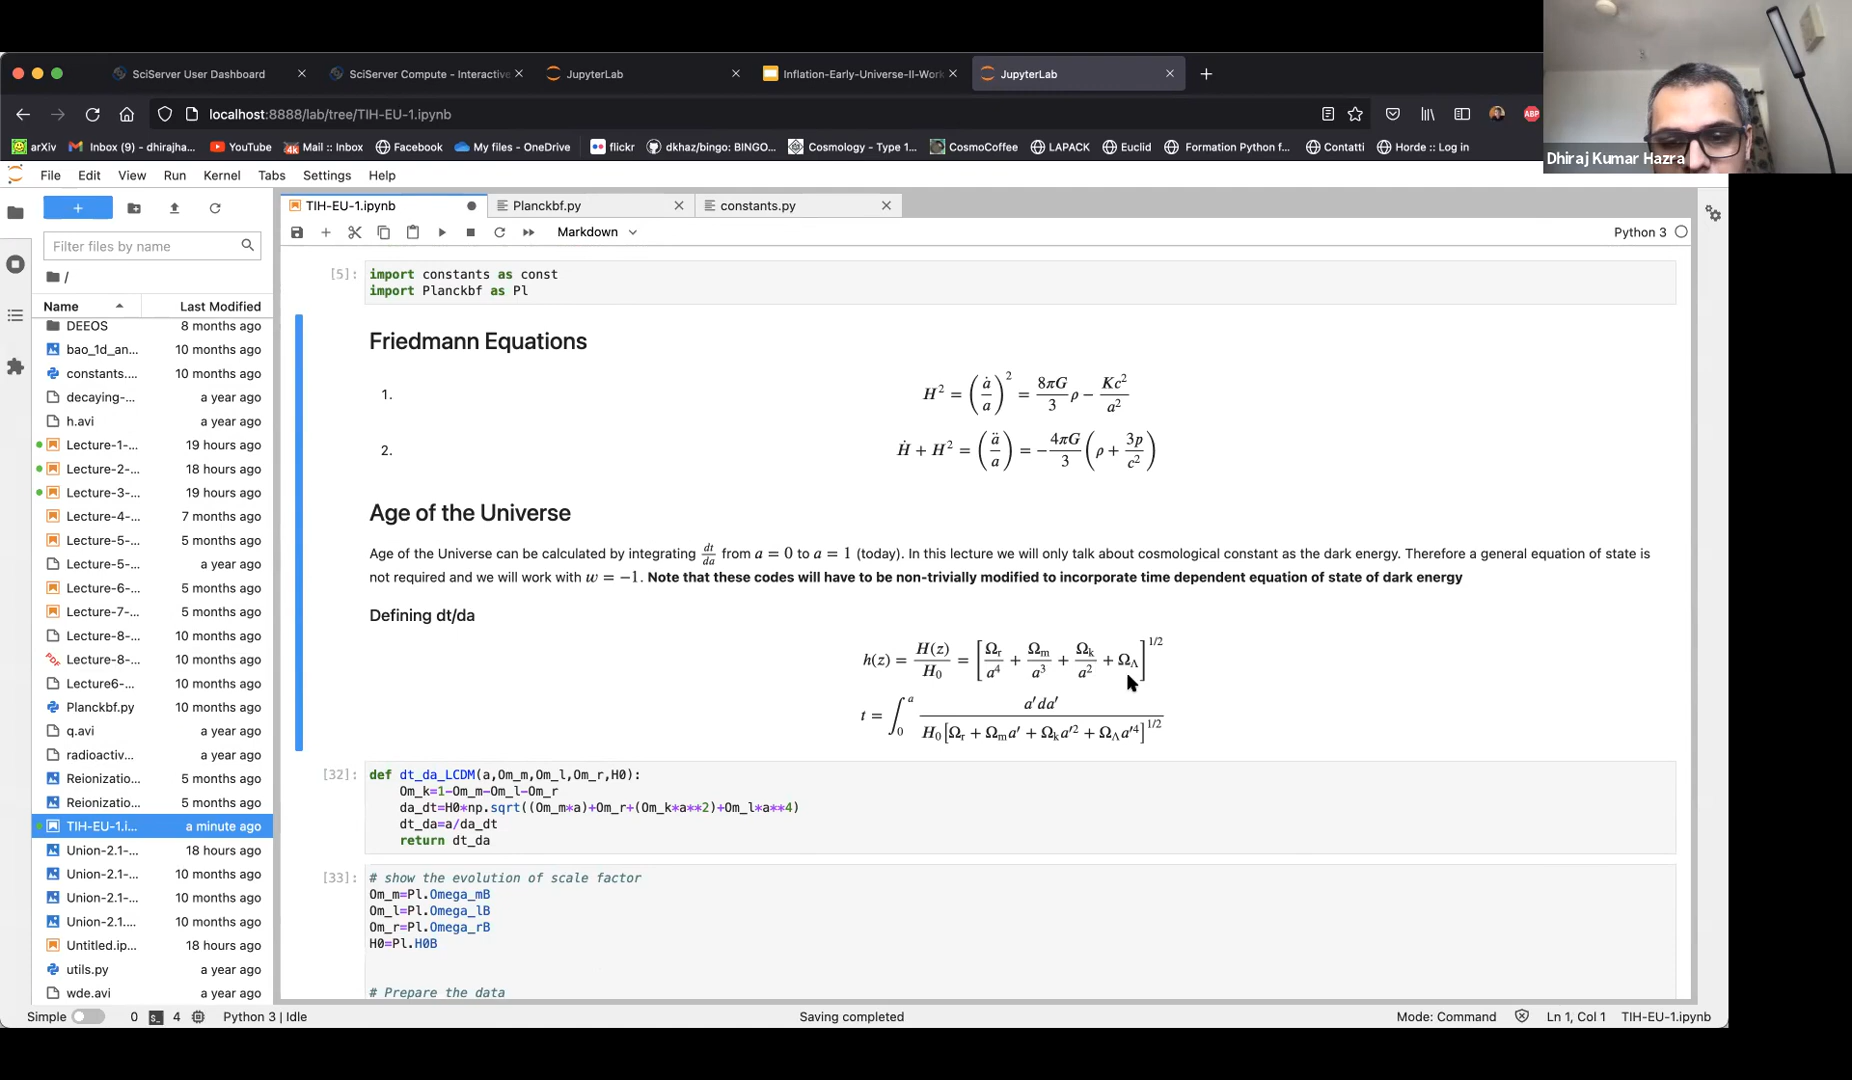 SciServer User Dashboard
SciServer Compute - Interactive
JupyterLab
Inflation-Early-Universe-II-Work
JupyterLab
localhost:8888/lab/tree/TIH-EU-1.ipynb
ABP
arXiv
Inbox (9) - dhirajha...
YouTube
Mail :: Inbox
Facebook
My files - OneDrive
flickr
dkhaz/bingo: BINGO...
Cosmology - Type 1...
CosmoCoffee
LAPACK
Euclid
Formation Python f...
Contatti
Horde :: Log in
Dhiraj Kumar Hazra
File Edit View Run Kernel Tabs Settings Help
TIH-EU-1.ipynb
Planckbf.py
constants.py
Markdown
Python 3
Filter files by name
/
Name Last Modified
DEEOS 8 months ago
bao_1d_an... 10 months ago
constants.... 10 months ago
decaying-... a year ago
h.avi a year ago
Lecture-1-... 19 hours ago
Lecture-2-... 18 hours ago
Lecture-3-... 19 hours ago
Lecture-4-... 7 months ago
Lecture-5-... 5 months ago
Lecture-5-... a year ago
Lecture-6-... 5 months ago
Lecture-7-... 5 months ago
Lecture-8-... 10 months ago
Lecture-8-... 10 months ago
Lecture6-... 10 months ago
Planckbf.py 10 months ago
q.avi a year ago
radioactiv... a year ago
Reionizatio... 5 months ago
Reionizatio... 5 months ago
TIH-EU-1.i... a minute ago
Union-2.1-... 18 hours ago
Union-2.1-... 10 months ago
Union-2.1-... 10 months ago
Union-2.1.... 10 months ago
Untitled.ip... 18 hours ago
utils.py a year ago
wde.avi a year ago
[5]:
import constants as const
import Planckbf as Pl
Friedmann Equations
1. H² = (ȧ/a)² = 8πG/3 ρ − Kc²/a²
2. Ḣ + H² = (ä/a) = −4πG/3 (ρ + 3p/c²)
Age of the Universe
Age of the Universe can be calculated by integrating dt/da from a = 0 to a = 1 (today). In this lecture we will only talk about cosmological constant as the dark energy. Therefore a general equation of state is
not required and we will work with w = −1. Note that these codes will have to be non-trivially modified to incorporate time dependent equation of state of dark energy
Defining dt/da
h(z) = H(z)/H₀ = [Ωr/a⁴ + Ωm/a³ + Ωk/a² + ΩΛ]^1/2
t = ∫₀^a a′da′ / H₀[Ωr + Ωma′ + Ωka′² + ΩΛa′⁴]^1/2
[32]:
def dt_da_LCDM(a,Om_m,Om_l,Om_r,H0):
Om_k=1-Om_m-Om_l-Om_r
da_dt=H0*np.sqrt((Om_m*a)+Om_r+(Om_k*a**2)+Om_l*a**4)
dt_da=a/da_dt
return dt_da
[33]:
# show the evolution of scale factor
Om_m=Pl.Omega_mB
Om_l=Pl.Omega_lB
Om_r=Pl.Omega_rB
H0=Pl.H0B
# Prepare the data
Simple 0 4 Python 3 | Idle
Saving completed
Mode: Command
Ln 1, Col 1
TIH-EU-1.ipynb